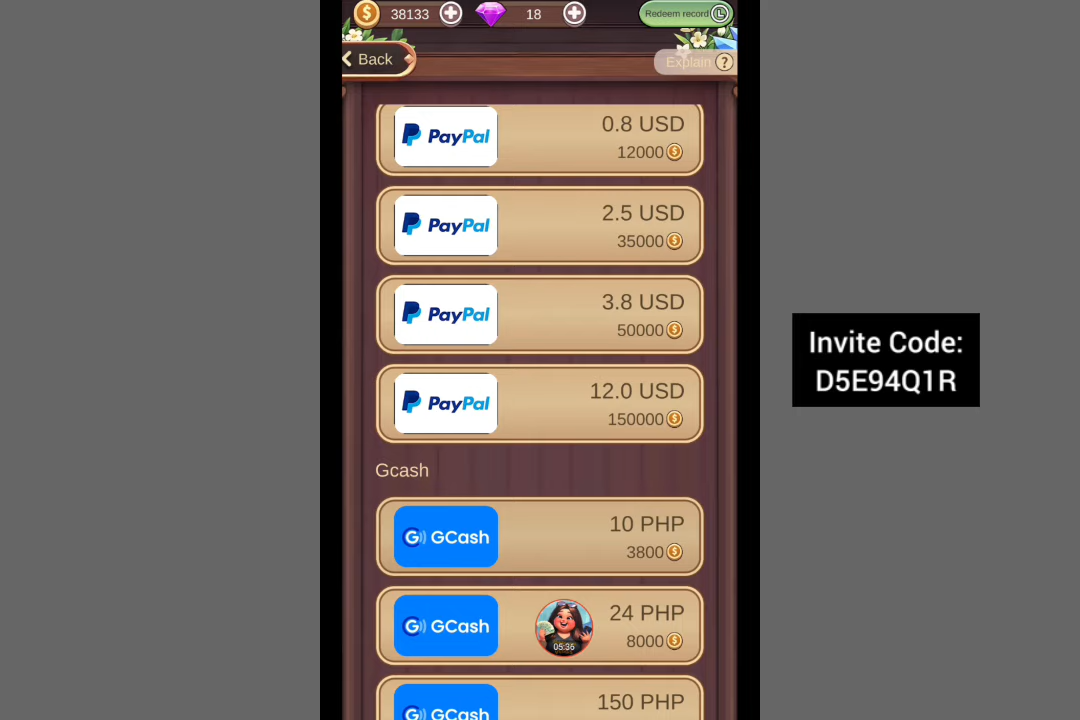 38133
18
Redeem record
Back
Explain ?
PayPal
0.8 USD
12000
PayPal
2.5 USD
35000
PayPal
3.8 USD
50000
PayPal
12.0 USD
150000
Invite Code:
D5E94Q1R
Gcash
GCash
10 PHP
3800
GCash
24 PHP
8000
05:36
GCash
150 PHP